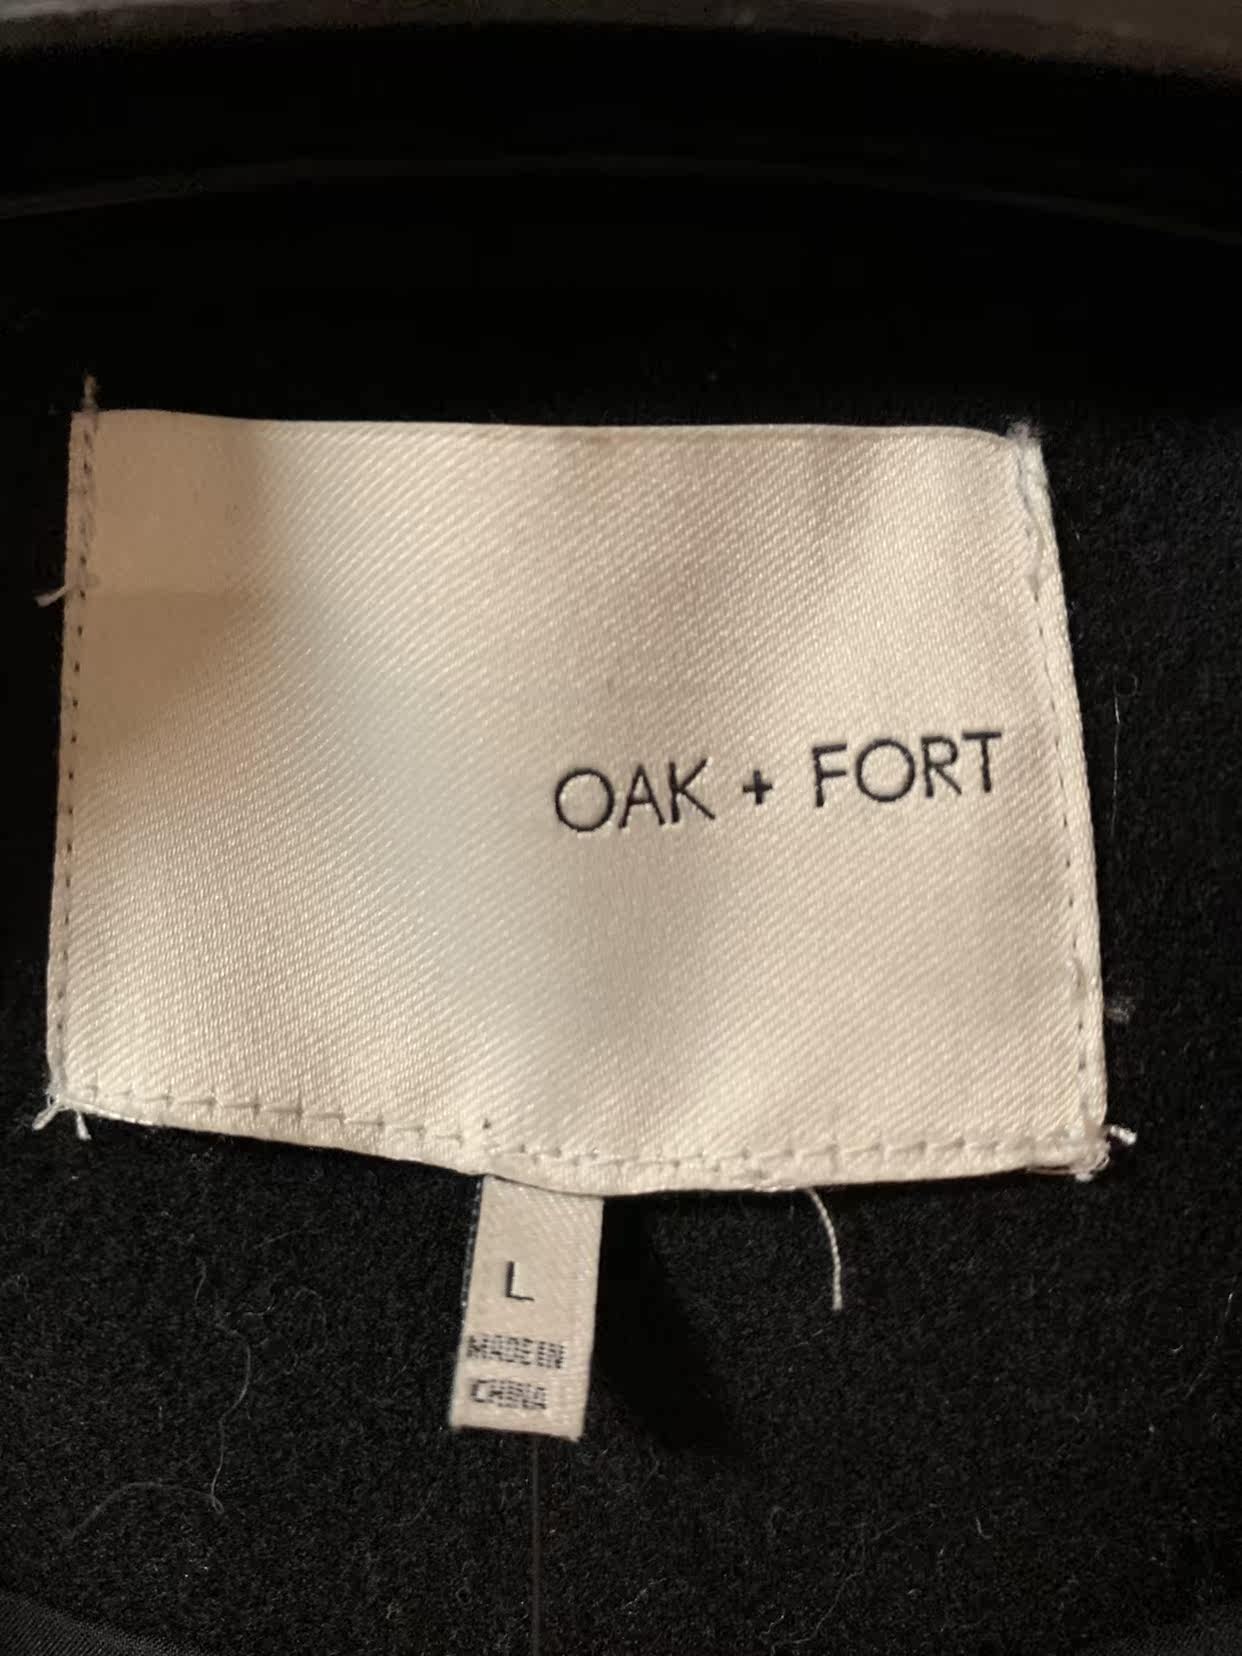 OAK + FORT
L
MADE IN
CHINA